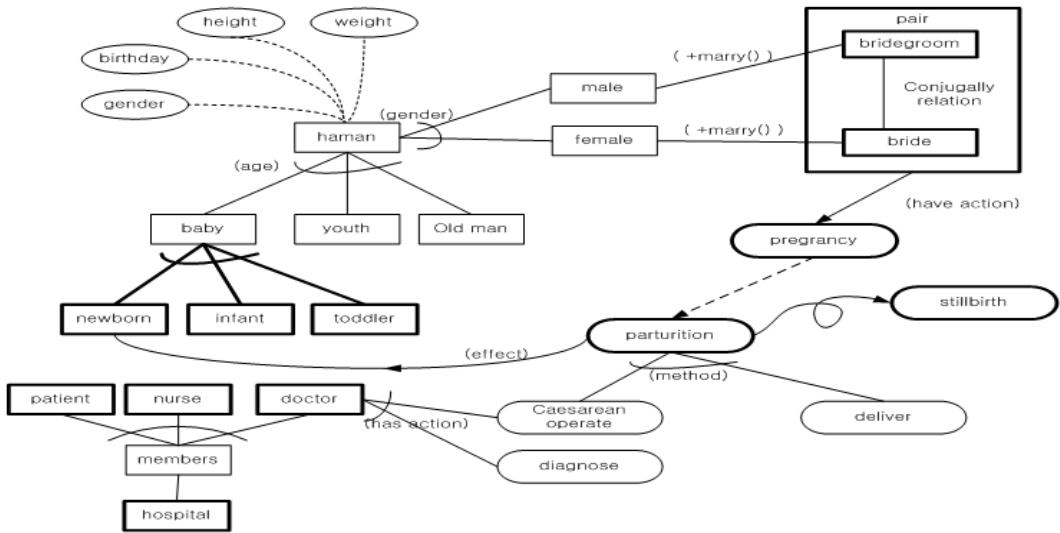 height
weight
pair
birthday
bridegroom
( +marry() )
male
Conjugally
relation
gender
(gender)
haman
female
( +marry() )
bride
(age)
(have action)
baby
youth
Old man
pregrancy
newborn
infant
toddler
stillbirth
parturition
(effect)
(method)
patient
nurse
doctor
Caesarean
operate
deliver
(has action)
members
diagnose
hospital